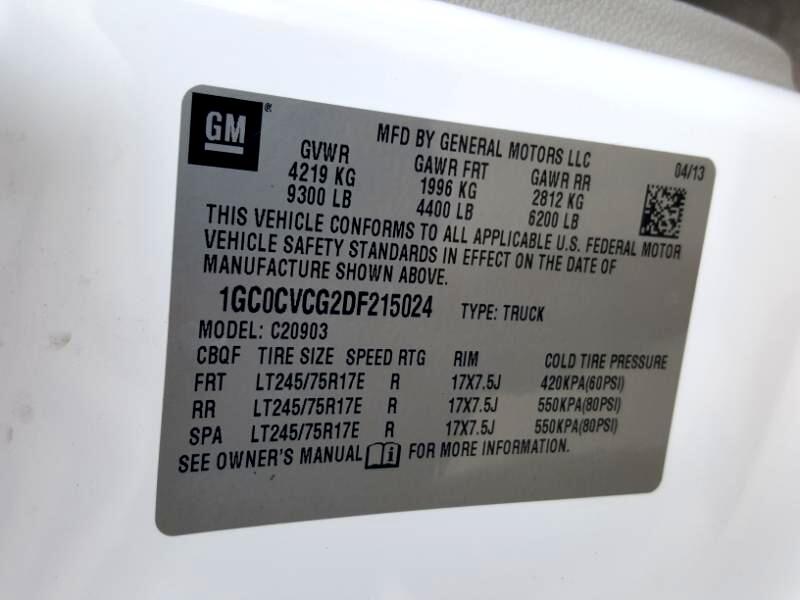 GM
MFD BY GENERAL MOTORS LLC
04/13
GVWR GAWR FRT GAWR RR
4219 KG 1996 KG 2812 KG
9300 LB 4400 LB 6200 LB
THIS VEHICLE CONFORMS TO ALL APPLICABLE U.S. FEDERAL MOTOR
VEHICLE SAFETY STANDARDS IN EFFECT ON THE DATE OF
MANUFACTURE SHOWN ABOVE.
1GC0CVCG2DF215024 TYPE: TRUCK
MODEL: C20903
CBQF TIRE SIZE SPEED RTG RIM COLD TIRE PRESSURE
FRT LT245/75R17E R 17X7.5J 420KPA(60PSI)
RR LT245/75R17E R 17X7.5J 550KPA(80PSI)
SPA LT245/75R17E R 17X7.5J 550KPA(80PSI)
SEE OWNER'S MANUAL i FOR MORE INFORMATION.